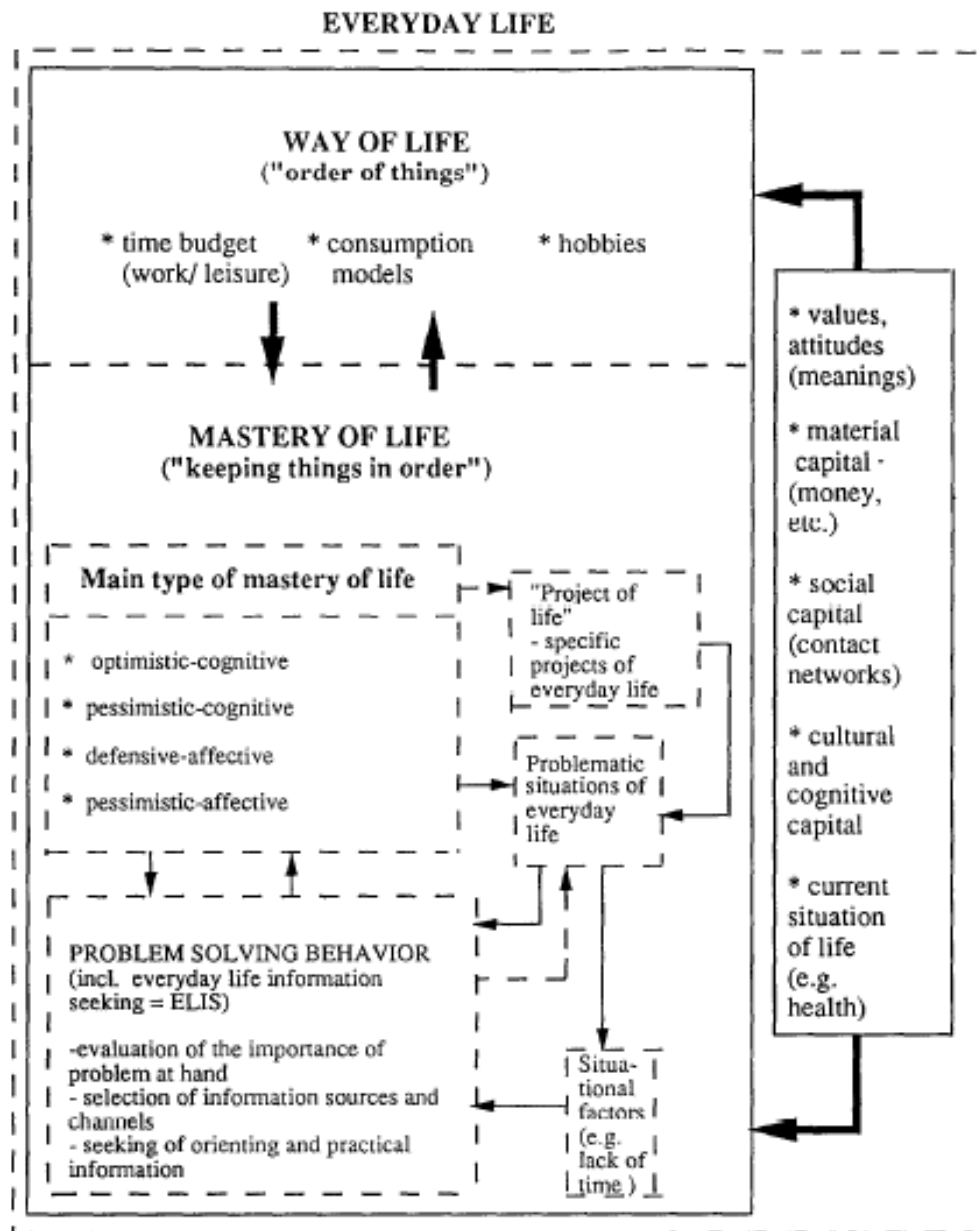 EVERYDAY LIFE
WAY OF LIFE
("order of things")
* time budget
(work/ leisure)
* consumption
models
* hobbies
MASTERY OF LIFE
("keeping things in order")
Main type of mastery of life
* optimistic-cognitive
* pessimistic-cognitive
* defensive-affective
* pessimistic-affective
"Project of
life"
- specific
projects of
everyday life
Problematic
situations of
everyday
life
PROBLEM SOLVING BEHAVIOR
(incl. everyday life information
seeking = ELIS)
-evaluation of the importance of
problem at hand
- selection of information sources and
channels
- seeking of orienting and practical
information
Situa-
tional
factors
(e.g.
lack of
time )
* values,
attitudes
(meanings)
* material
capital -
(money,
etc.)
* social
capital
(contact
networks)
* cultural
and
cognitive
capital
* current
situation
of life
(e.g.
health)